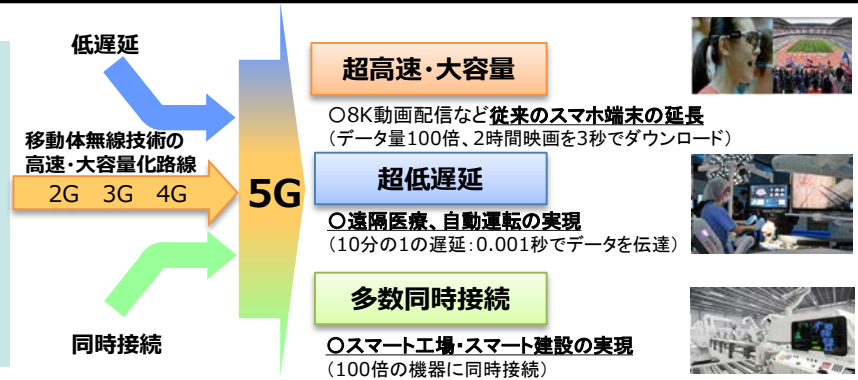 低遅延
移動体無線技術の
高速・大容量化路線
2G 3G 4G
同時接続
5G
超高速・大容量
○8K動画配信など従来のスマホ端末の延長
（データ量100倍、2時間映画を3秒でダウンロード）
超低遅延
○遠隔医療、自動運転の実現
（10分の1の遅延：0.001秒でデータを伝達）
多数同時接続
○スマート工場・スマート建設の実現
（100倍の機器に同時接続）